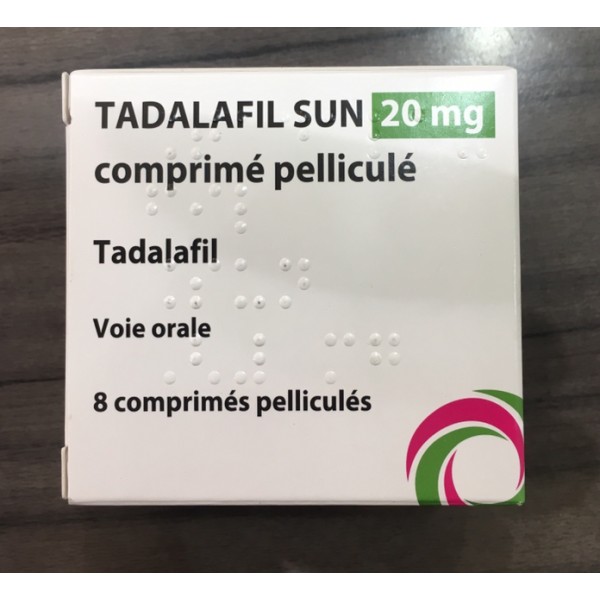 TADALAFIL SUN 20 mg
comprimé pelliculé
Tadalafil
Voie orale
8 comprimés pelliculés